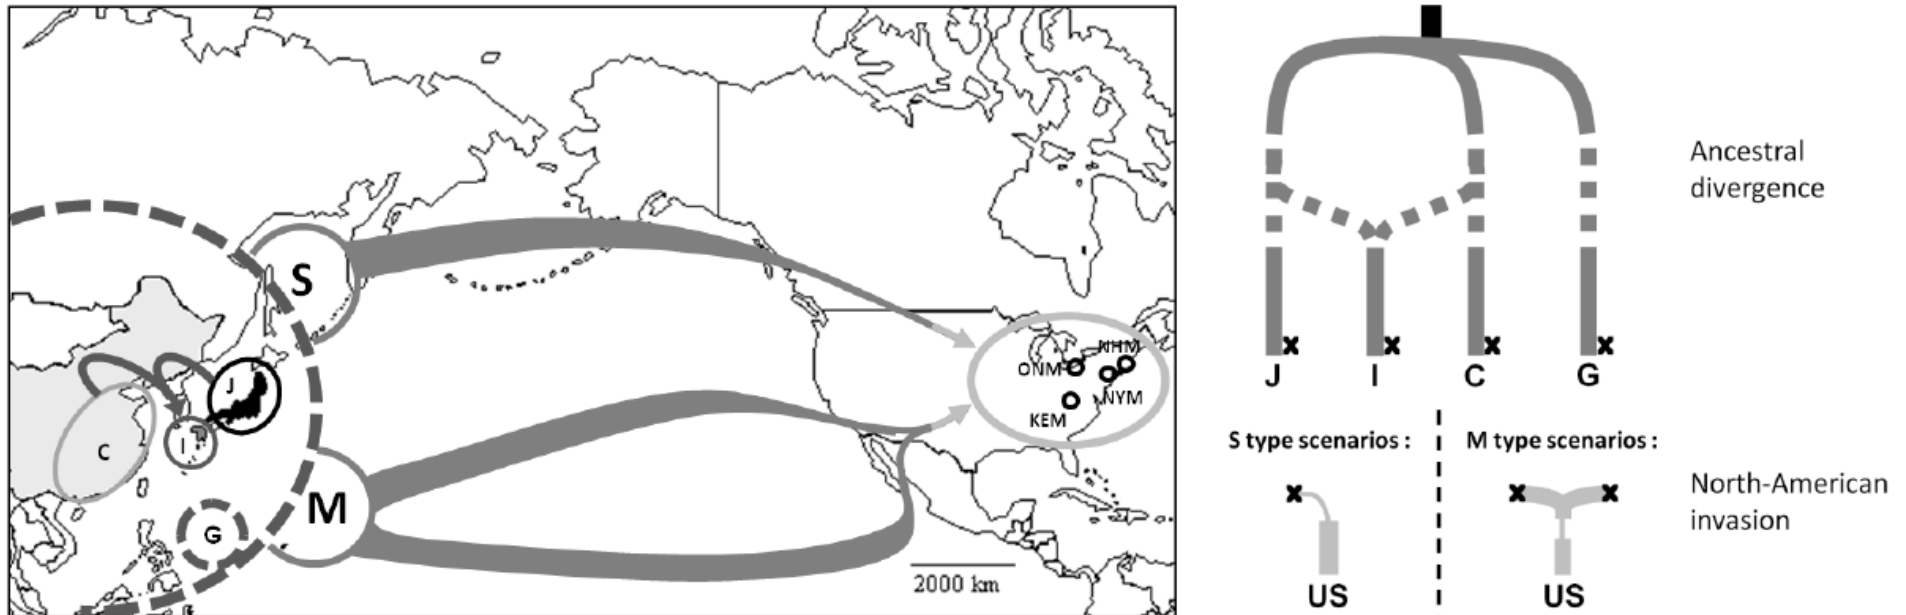 S
J
C
I
M
G
NHM
ONM
NYM
KEM
2000 km
Ancestral
divergence
x x x x
J I C G
S type scenarios :
M type scenarios :
x
x x
North-American
invasion
US
US